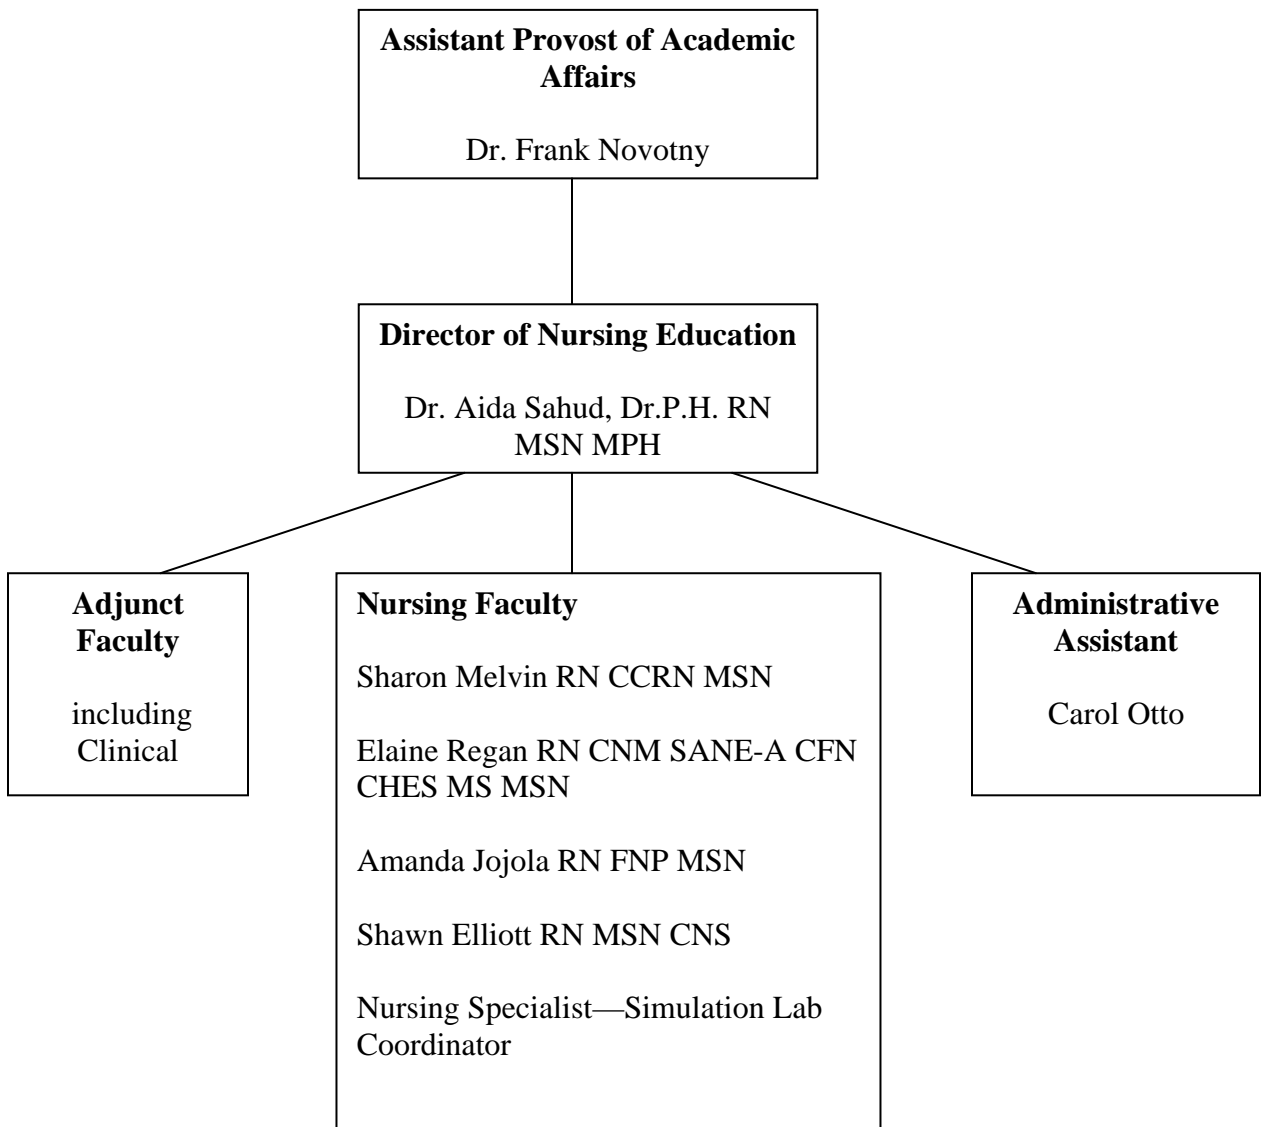 Assistant Provost of Academic
Affairs
Dr. Frank Novotny
Director of Nursing Education
Dr. Aida Sahud, Dr.P.H. RN
MSN MPH
Adjunct
Faculty
including
Clinical
Nursing Faculty
Sharon Melvin RN CCRN MSN
Elaine Regan RN CNM SANE-A CFN
CHES MS MSN
Amanda Jojola RN FNP MSN
Shawn Elliott RN MSN CNS
Nursing Specialist—Simulation Lab
Coordinator
Administrative
Assistant
Carol Otto